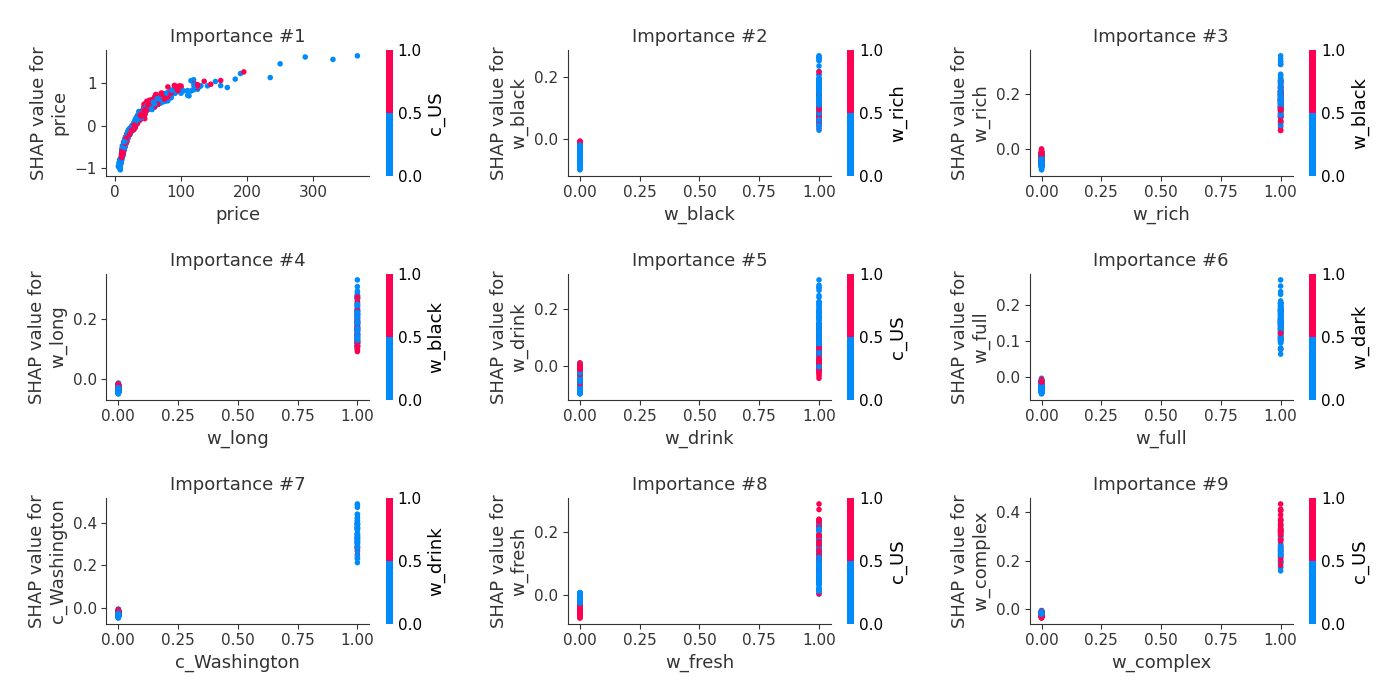 Importance #1
SHAP value for
price
1
0
−1
0
100
200
300
price
1.0
0.5
0.0
c_US
Importance #2
SHAP value for
w_black
0.2
0.0
0.00
0.25
0.50
0.75
1.00
w_black
1.0
0.5
0.0
w_rich
Importance #3
SHAP value for
w_rich
0.2
0.0
0.00
0.25
0.50
0.75
1.00
w_rich
1.0
0.5
0.0
w_black
Importance #4
SHAP value for
w_long
0.2
0.0
0.00
0.25
0.50
0.75
1.00
w_long
1.0
0.5
0.0
w_black
Importance #5
SHAP value for
w_drink
0.2
0.0
0.00
0.25
0.50
0.75
1.00
w_drink
1.0
0.5
0.0
c_US
Importance #6
SHAP value for
w_full
0.2
0.1
0.0
0.00
0.25
0.50
0.75
1.00
w_full
1.0
0.5
0.0
w_dark
Importance #7
SHAP value for
c_Washington
0.4
0.2
0.0
0.00
0.25
0.50
0.75
1.00
c_Washington
1.0
0.5
0.0
w_drink
Importance #8
SHAP value for
w_fresh
0.2
0.0
0.00
0.25
0.50
0.75
1.00
w_fresh
1.0
0.5
0.0
c_US
Importance #9
SHAP value for
w_complex
0.4
0.2
0.0
0.00
0.25
0.50
0.75
1.00
w_complex
1.0
0.5
0.0
c_US